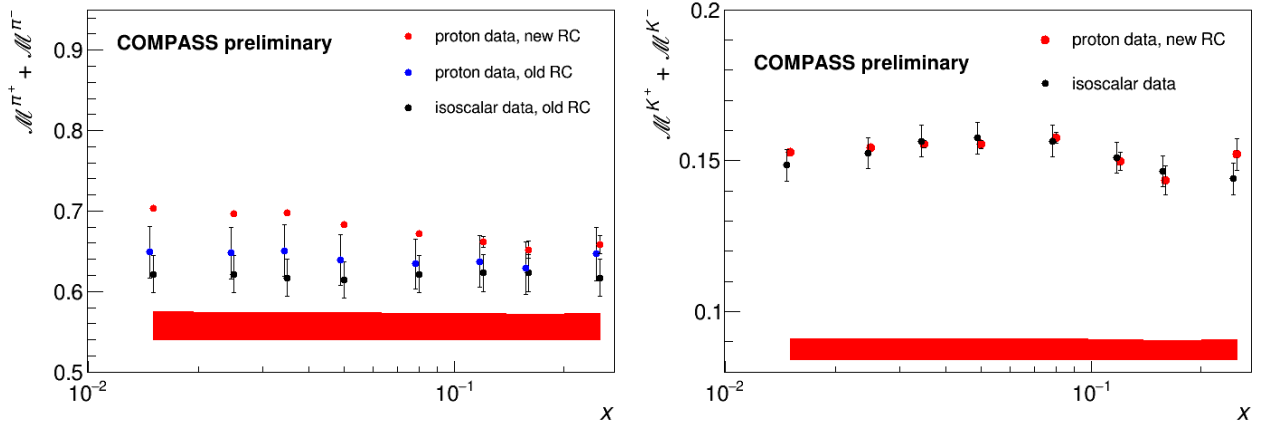 ℳ^π⁺ + ℳ^π⁻
0.9
0.8
0.7
0.6
0.5
COMPASS preliminary
proton data, new RC
proton data, old RC
isoscalar data, old RC
10⁻²
10⁻¹
x
ℳ^K⁺ + ℳ^K⁻
0.2
0.15
0.1
COMPASS preliminary
proton data, new RC
isoscalar data
10⁻²
10⁻¹
x